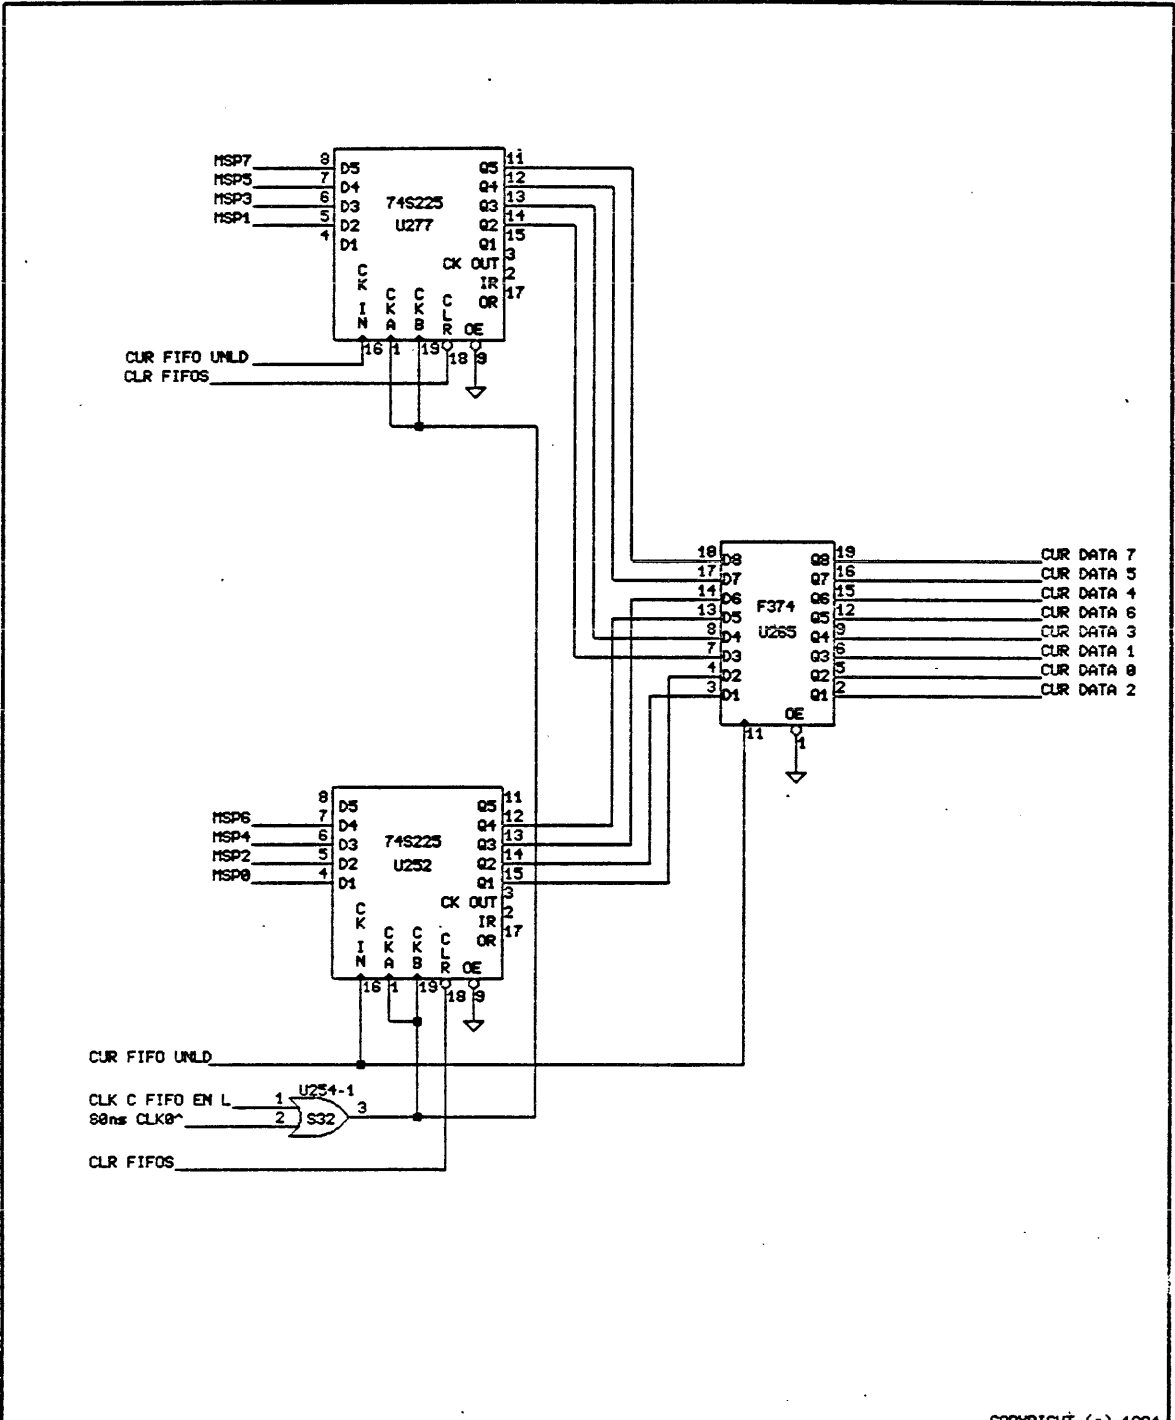 MSP7 8 D5 Q5 11
MSP5 7 D4 Q4 12
MSP3 6 D3 74S225 Q3 13
MSP1 5 D2 U277 Q2 14
4 D1 Q1 15
CK OUT 3
IR 2
OR 17
CK IN CKA CKB CLR OE
16 1 19 18 9
CUR FIFO UNLD
CLR FIFOS
18 D8 Q8 19 CUR DATA 7
17 D7 Q7 16 CUR DATA 5
14 D6 F374 Q6 15 CUR DATA 4
13 D5 Q5 12 CUR DATA 6
8 D4 U265 Q4 9 CUR DATA 3
7 D3 Q3 6 CUR DATA 1
4 D2 Q2 5 CUR DATA 0
3 D1 Q1 2 CUR DATA 2
OE
11 1
8 D5 Q5 11
MSP6 7 D4 Q4 12
MSP4 6 D3 74S225 Q3 13
MSP2 5 D2 U252 Q2 14
MSP0 4 D1 Q1 15
CK OUT 3
IR 2
OR 17
CK IN CKA CKB CLR OE
16 1 19 18 9
CUR FIFO UNLD
U254-1
CLK C FIFO EN L 1 3
80ns CLK0^ 2 S32
CLR FIFOS
COPYRIGHT (c)